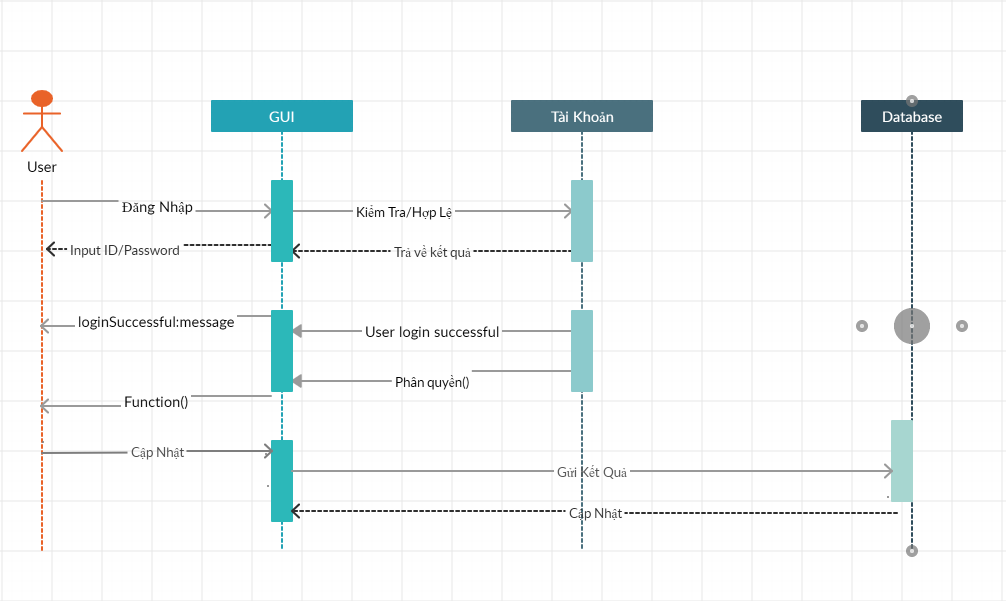 GUI
Tài Khoản
Database
User
Đăng Nhập
Kiểm Tra/Hợp Lệ
Input ID/Password
Trả về kết quả
loginSuccessful:message
User login successful
Phân quyền()
Function()
Cập Nhật
Gửi Kết Quả
Cập Nhật